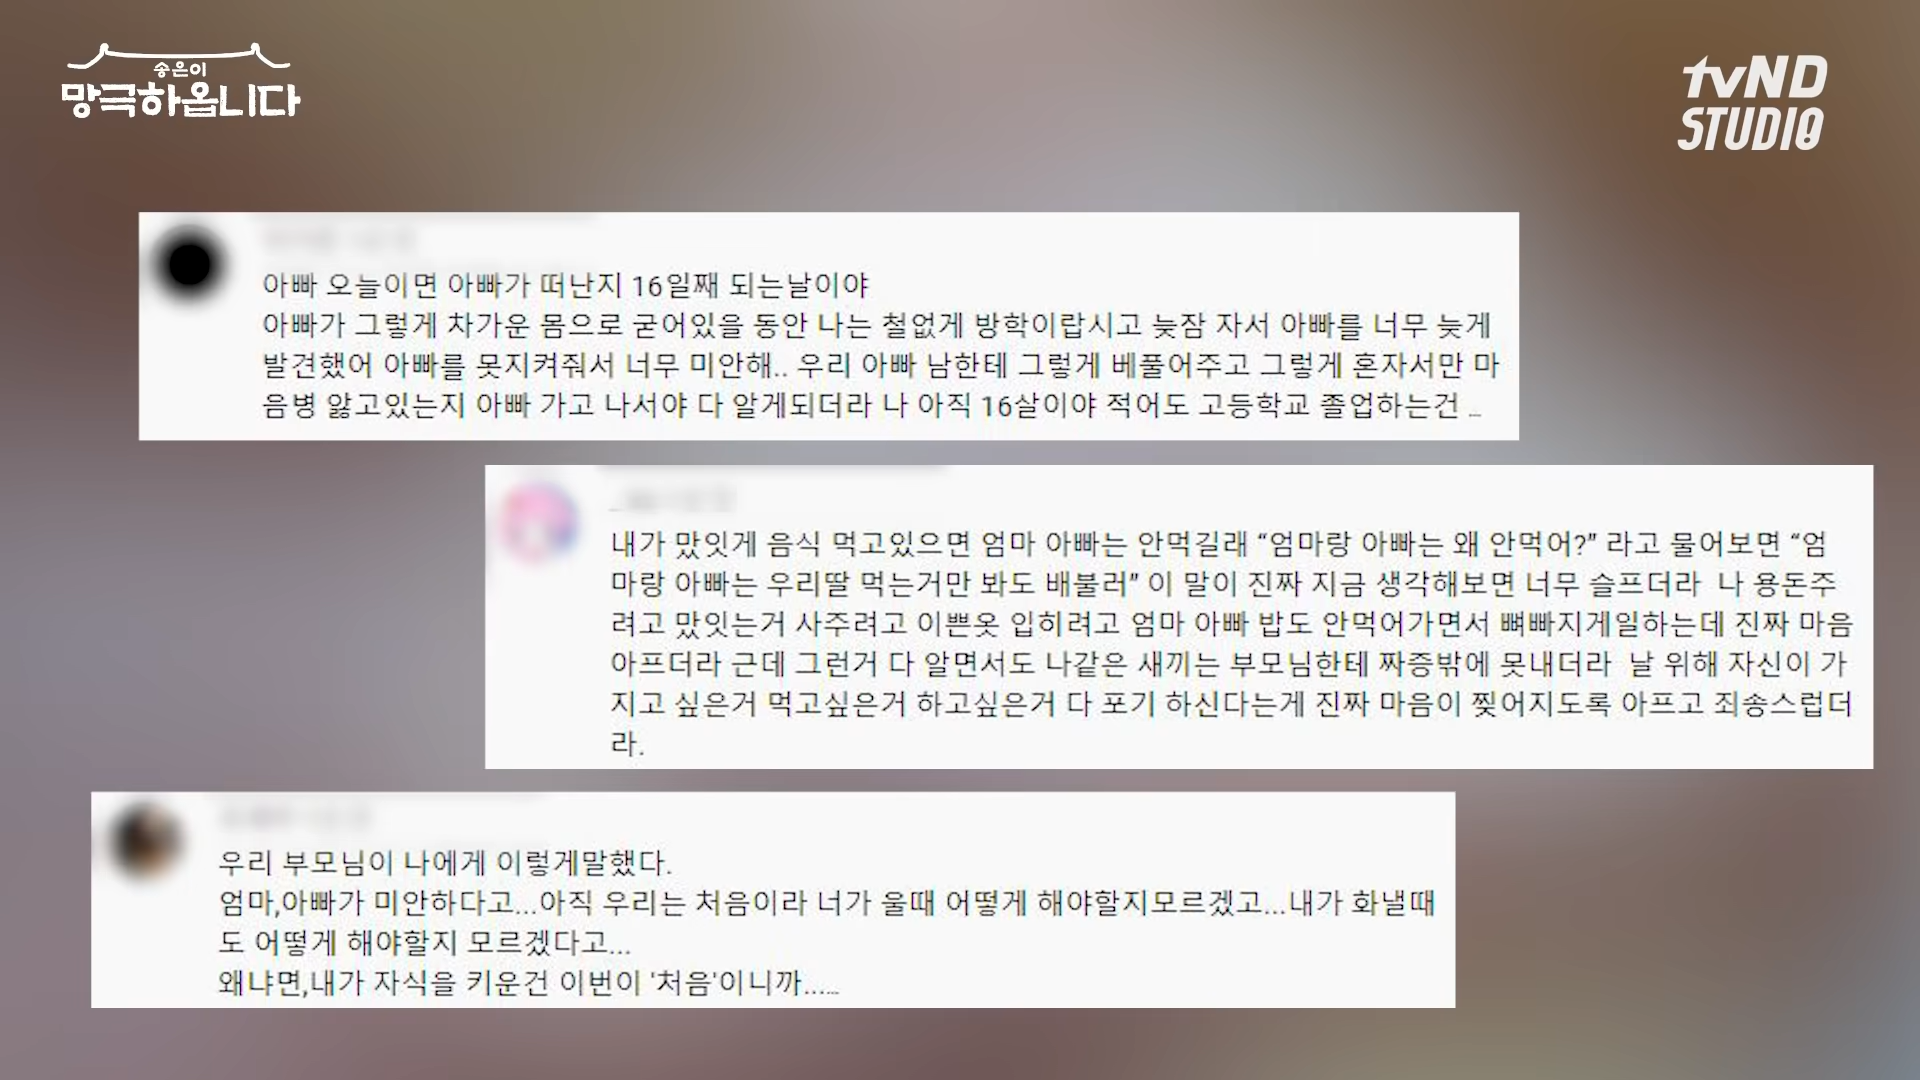 송은이
망극하옵니다
tvND
STUDIO
아빠 오늘이면 아빠가 떠난지 16일째 되는날이야
아빠가 그렇게 차가운 몸으로 굳어있을 동안 나는 철없게 방학이랍시고 늦잠 자서 아빠를 너무 늦게
발견했어 아빠를 못지켜줘서 너무 미안해.. 우리 아빠 남한테 그렇게 베풀어주고 그렇게 혼자서만 마
음병 앓고있는지 아빠 가고 나서야 다 알게되더라 나 아직 16살이야 적어도 고등학교 졸업하는건 ...
내가 맜잇게 음식 먹고있으면 엄마 아빠는 안먹길래 “엄마랑 아빠는 왜 안먹어?” 라고 물어보면 “엄
마랑 아빠는 우리딸 먹는거만 봐도 배불러” 이 말이 진짜 지금 생각해보면 너무 슬프더라 나 용돈주
려고 맜잇는거 사주려고 이쁜옷 입히려고 엄마 아빠 밥도 안먹어가면서 뼈빠지게일하는데 진짜 마음
아프더라 근데 그런거 다 알면서도 나같은 새끼는 부모님한테 짜증밖에 못내더라 날 위해 자신이 가
지고 싶은거 먹고싶은거 하고싶은거 다 포기 하신다는게 진짜 마음이 찢어지도록 아프고 죄송스럽더
라.
우리 부모님이 나에게 이렇게말했다.
엄마,아빠가 미안하다고...아직 우리는 처음이라 너가 울때 어떻게 해야할지모르겠고...내가 화낼때
도 어떻게 해야할지 모르겠다고...
왜냐면,내가 자식을 키운건 이번이 '처음'이니까......